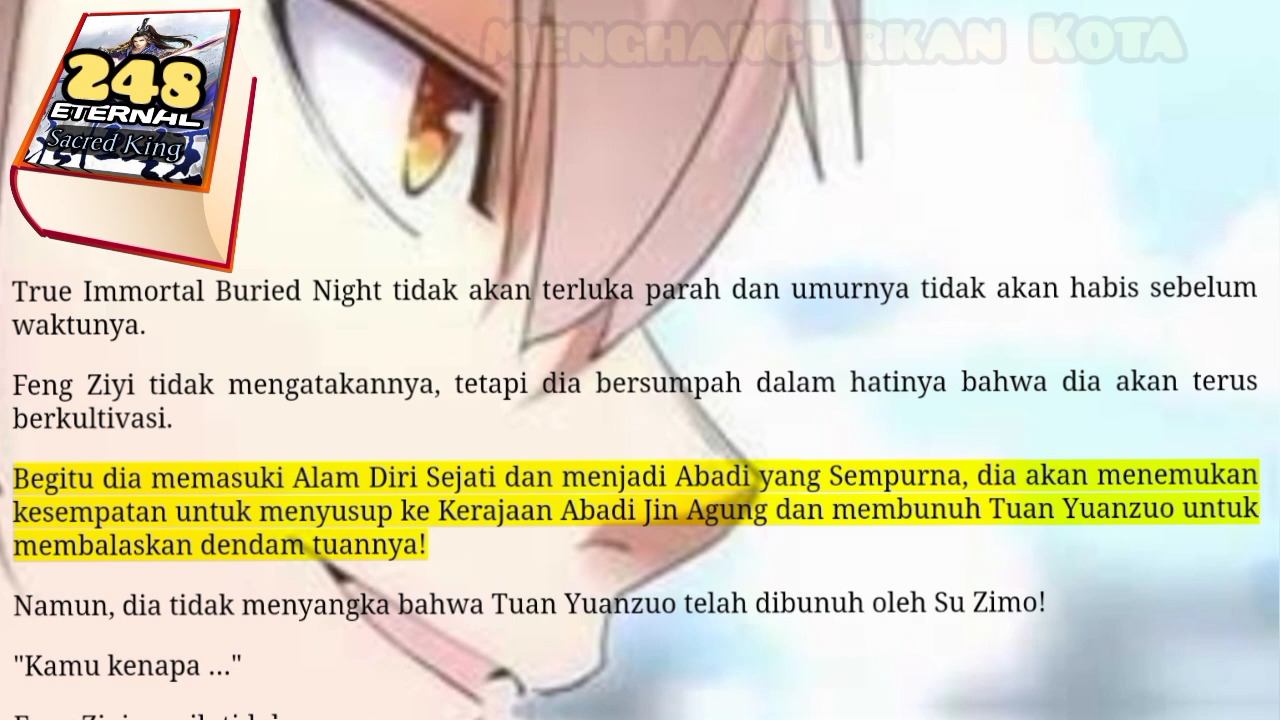 Menghancurkan Kota
248
ETERNAL
Sacred King
True Immortal Buried Night tidak akan terluka parah dan umurnya tidak akan habis sebelum
waktunya.
Feng Ziyi tidak mengatakannya, tetapi dia bersumpah dalam hatinya bahwa dia akan terus
berkultivasi.
Begitu dia memasuki Alam Diri Sejati dan menjadi Abadi yang Sempurna, dia akan menemukan
kesempatan untuk menyusup ke Kerajaan Abadi Jin Agung dan membunuh Tuan Yuanzuo untuk
membalaskan dendam tuannya!
Namun, dia tidak menyangka bahwa Tuan Yuanzuo telah dibunuh oleh Su Zimo!
"Kamu kenapa ..."